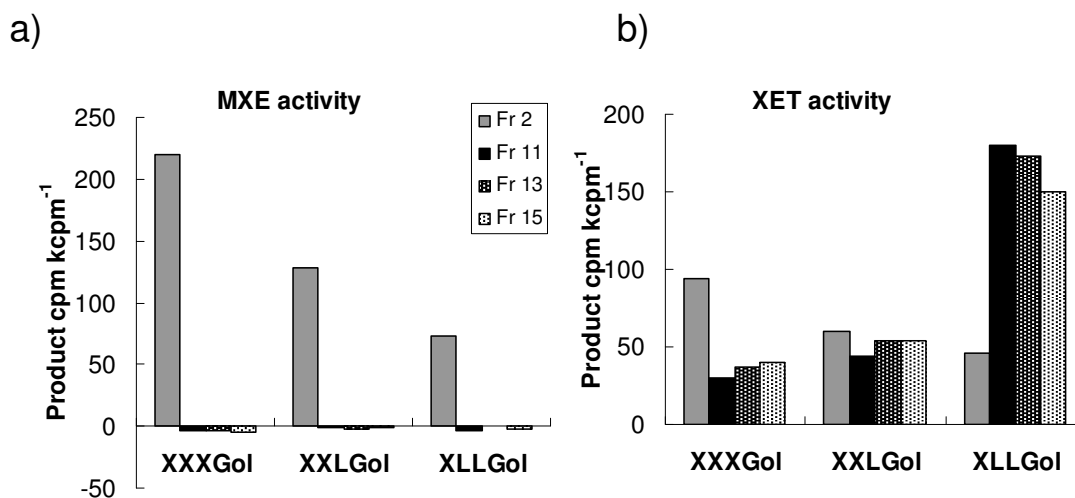 a)
MXE activity
Product cpm kcpm⁻¹
250
200
150
100
50
0
-50
XXXGol
XXLGol
XLLGol
Fr 2
Fr 11
Fr 13
Fr 15
b)
XET activity
Product cpm kcpm⁻¹
200
150
100
50
0
XXXGol
XXLGol
XLLGol